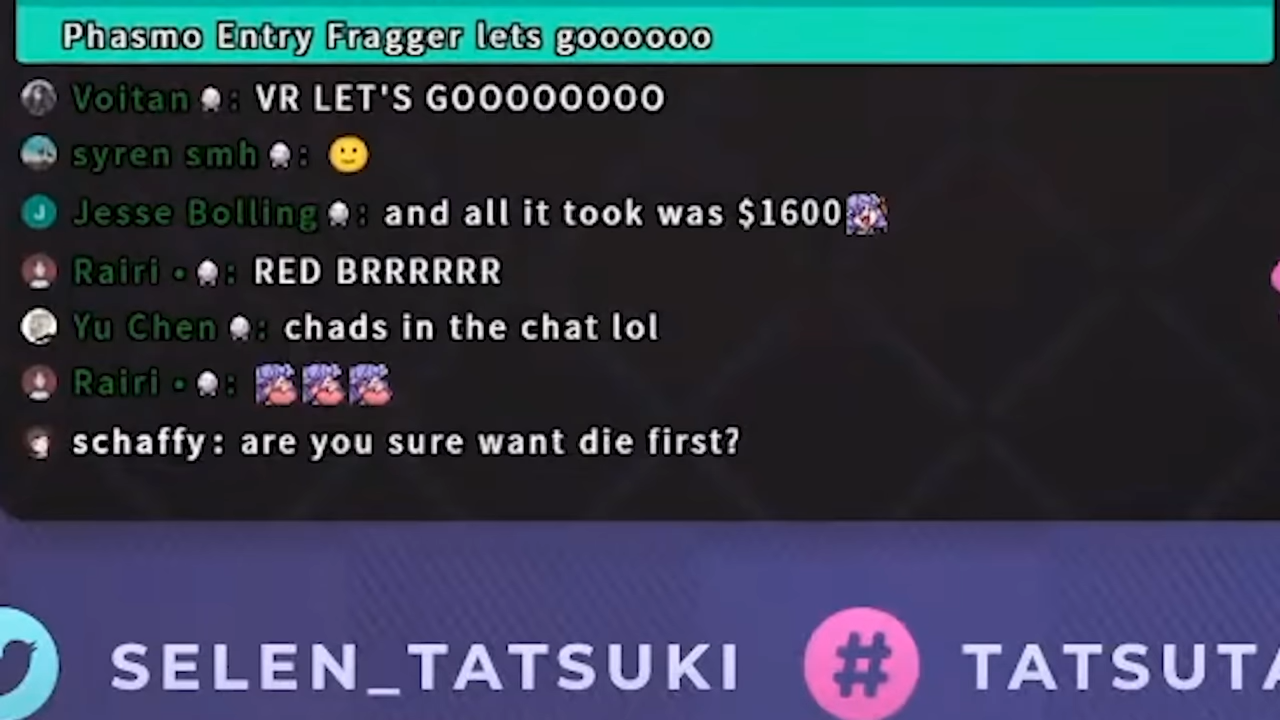 Phasmo Entry Fragger lets goooooo
Voitan: VR LET'S GOOOOOOOO
syren smh: 🙂
J Jesse Bolling: and all it took was $1600
Rairi •: RED BRRRRRR
Yu Chen: chads in the chat lol
Rairi •:
schaffy: are you sure want die first?
SELEN_TATSUKI # TATSUTA